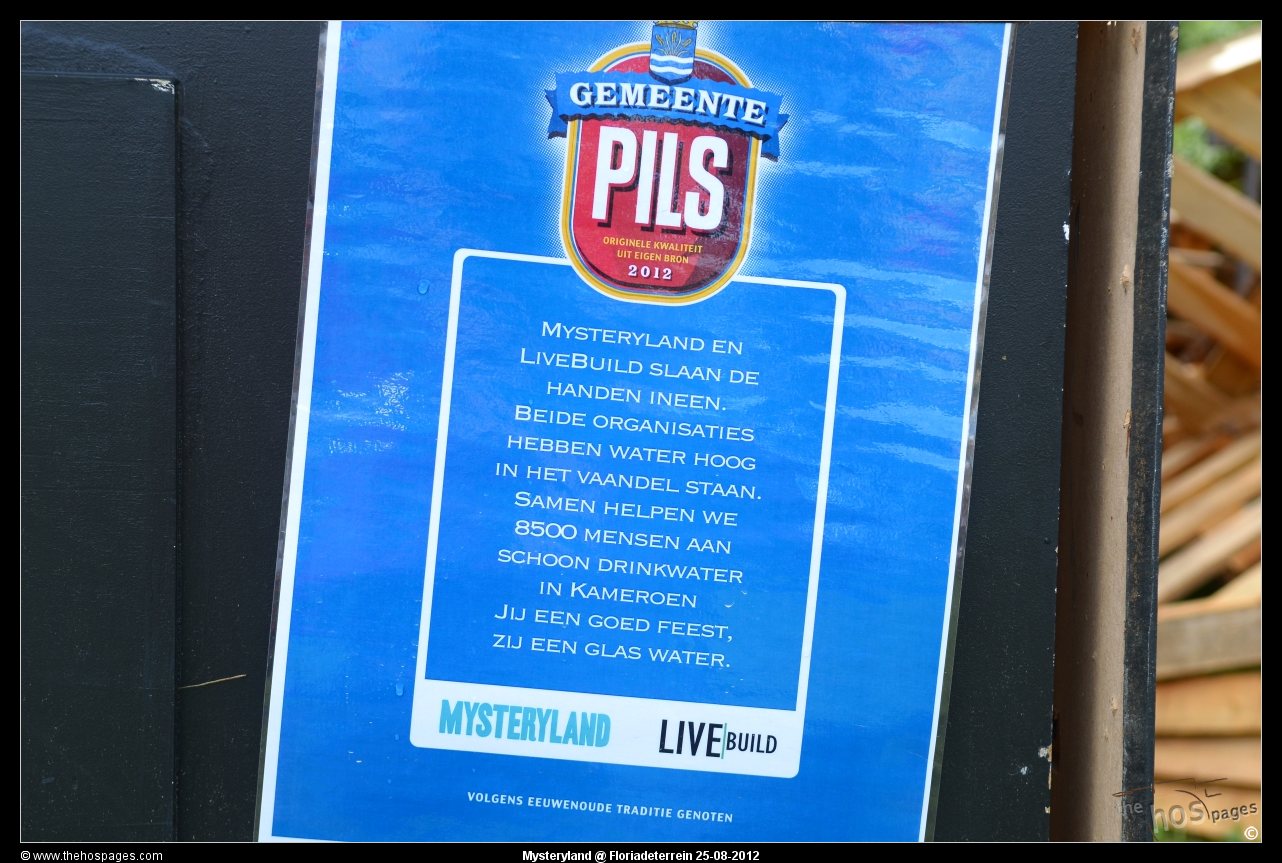 GEMEENTE
PILS
ORIGINELE KWALITEIT
UIT EIGEN BRON
2012
MYSTERYLAND EN
LIVEBUILD SLAAN DE
HANDEN INEEN.
BEIDE ORGANISATIES
HEBBEN WATER HOOG
IN HET VAANDEL STAAN.
SAMEN HELPEN WE
8500 MENSEN AAN
SCHOON DRINKWATER
IN KAMEROEN
JIJ EEN GOED FEEST,
ZIJ EEN GLAS WATER.
MYSTERYLAND LIVE|BUILD
VOLGENS EEUWENOUDE TRADITIE GENOTEN
the hos pages
©
© www.thehospages.com Mysteryland @ Floriadeterrein 25-08-2012